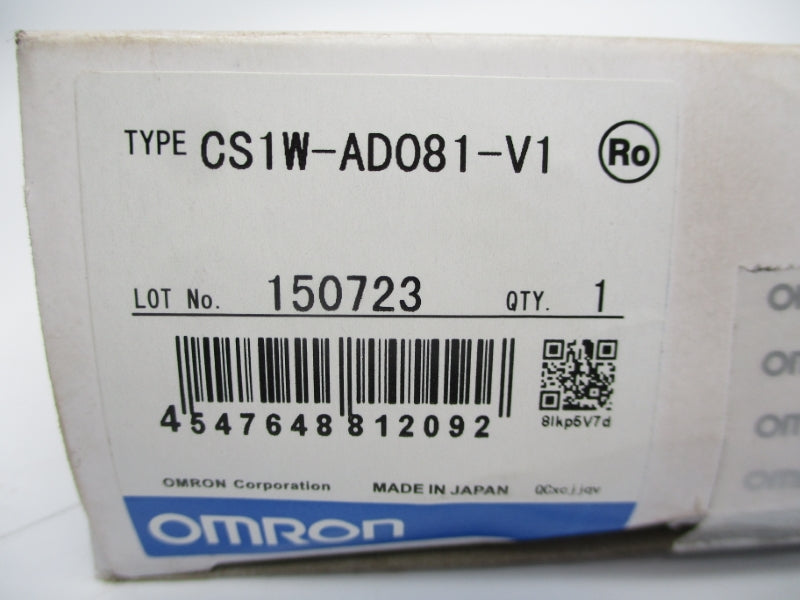 TYPE CS1W-AD081-V1 Ro
LOT No. 150723 QTY. 1
4547648812092
8lkp5V7d
OMRON Corporation MADE IN JAPAN
OMRON